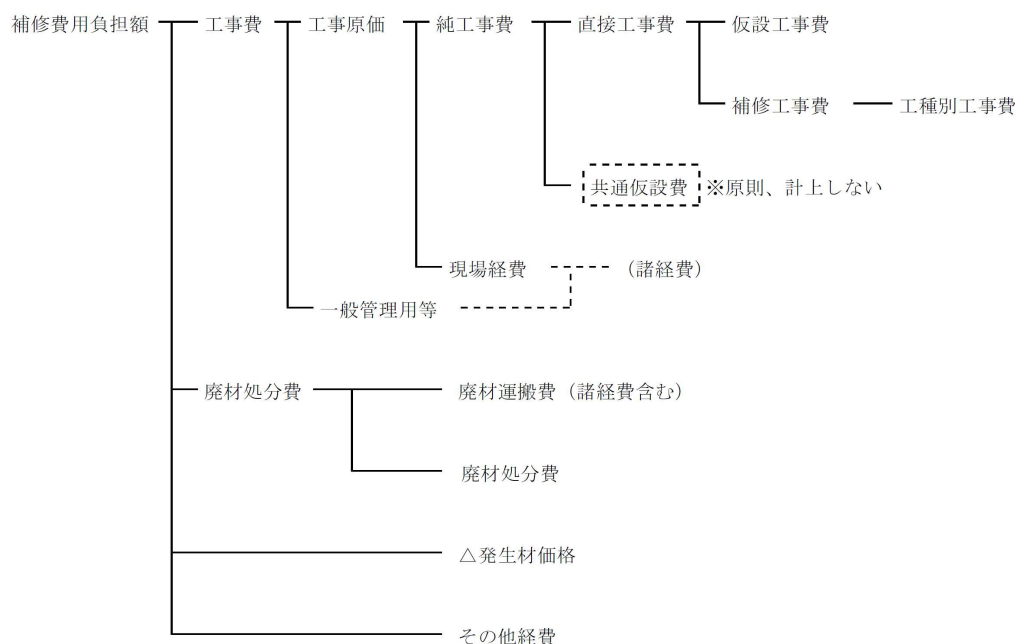 補修費用負担額 工事費 工事原価 純工事費 直接工事費 仮設工事費
補修工事費 工種別工事費
共通仮設費 ※原則、計上しない
現場経費 （諸経費）
一般管理用等
廃材処分費 廃材運搬費（諸経費含む）
廃材処分費
△発生材価格
その他経費